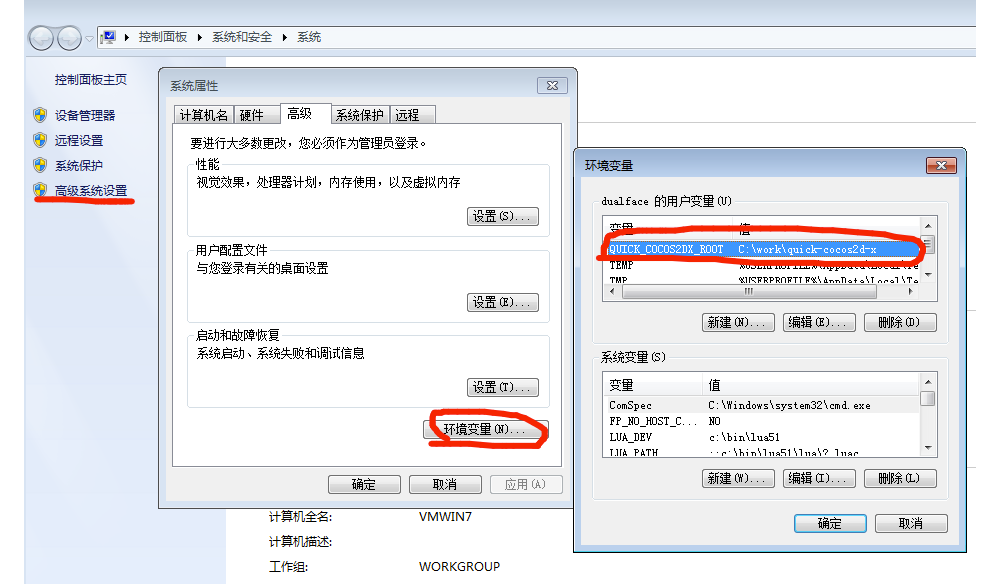 控制面板 系统和安全 系统
控制面板主页
设备管理器
远程设置
系统保护
高级系统设置
系统属性
计算机名 硬件 高级 系统保护 远程
要进行大多数更改，您必须作为管理员登录。
性能
视觉效果，处理器计划，内存使用，以及虚拟内存
设置(S)...
用户配置文件
与您登录有关的桌面设置
设置(E)...
启动和故障恢复
系统启动、系统失败和调试信息
设置(T)...
环境变量(N)...
确定 取消 应用(A)
计算机全名: VMWIN7
计算机描述:
工作组: WORKGROUP
环境变量
dualface 的用户变量(U)
变量 值
QUICK_COCOS2DX_ROOT C:\work\quick-cocos2d-x
TEMP %USERPROFILE%\AppData\Local\Te
TMP %USERPROFILE%\AppData\Local\Te
新建(N)... 编辑(E)... 删除(D)
系统变量(S)
变量 值
ComSpec C:\Windows\system32\cmd.exe
FP_NO_HOST_C... NO
LUA_DEV c:\bin\lua51
LUA_PATH ;;c:\bin\lua51\lua\?.luac
新建(W)... 编辑(I)... 删除(L)
确定 取消